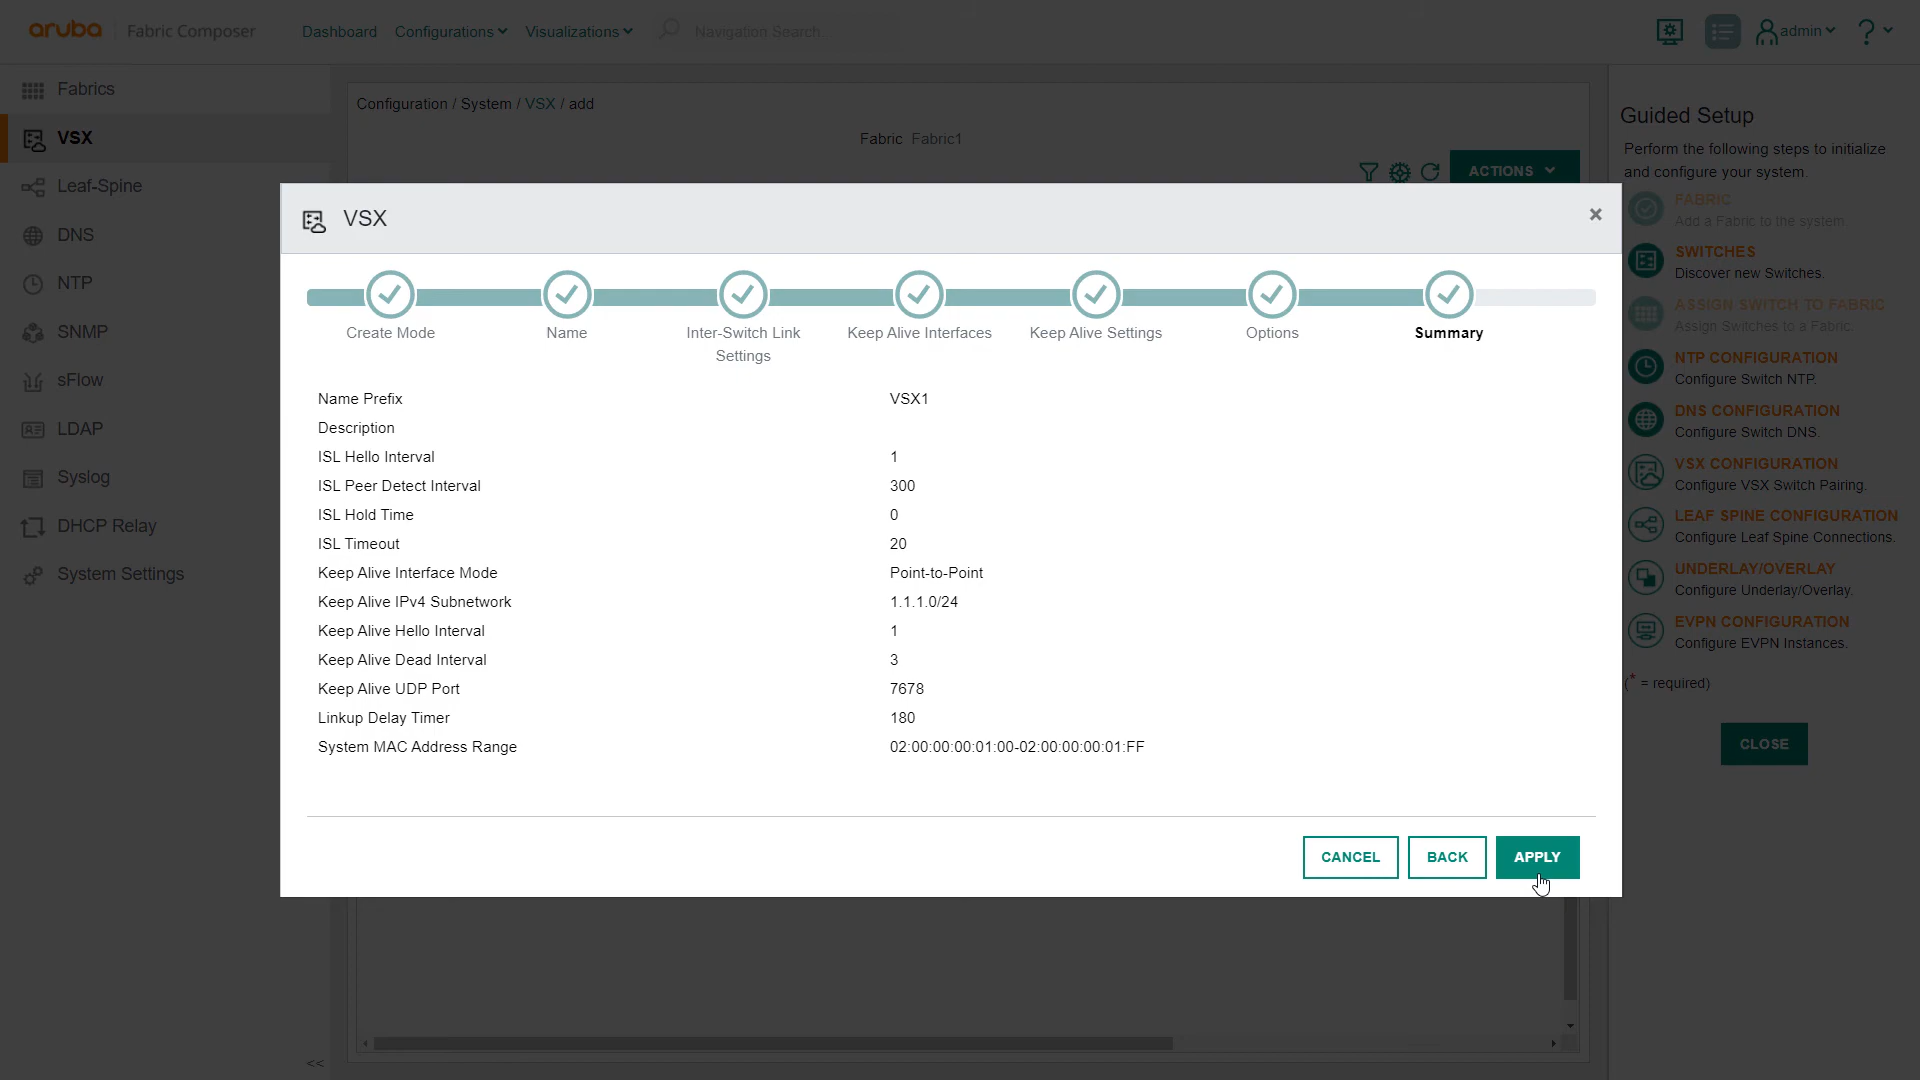 aruba Fabric Composer Dashboard Configurations Visualizations Navigation Search... admin ?
Fabrics
VSX
Leaf-Spine
DNS
NTP
SNMP
sFlow
LDAP
Syslog
DHCP Relay
System Settings
<<
Configuration / System / VSX / add
Fabric Fabric1
ACTIONS
VSX
×
Create Mode
Name
Inter-Switch Link
Settings
Keep Alive Interfaces
Keep Alive Settings
Options
Summary
Name Prefix VSX1
Description
ISL Hello Interval 1
ISL Peer Detect Interval 300
ISL Hold Time 0
ISL Timeout 20
Keep Alive Interface Mode Point-to-Point
Keep Alive IPv4 Subnetwork 1.1.1.0/24
Keep Alive Hello Interval 1
Keep Alive Dead Interval 3
Keep Alive UDP Port 7678
Linkup Delay Timer 180
System MAC Address Range 02:00:00:00:01:00-02:00:00:00:01:FF
CANCEL BACK APPLY
Guided Setup
Perform the following steps to initialize
and configure your system.
FABRIC
Add a Fabric to the system.
SWITCHES
Discover new Switches.
ASSIGN SWITCH TO FABRIC
Assign Switches to a Fabric.
NTP CONFIGURATION
Configure Switch NTP.
DNS CONFIGURATION
Configure Switch DNS.
VSX CONFIGURATION
Configure VSX Switch Pairing.
LEAF SPINE CONFIGURATION
Configure Leaf Spine Connections.
UNDERLAY/OVERLAY
Configure Underlay/Overlay.
EVPN CONFIGURATION
Configure EVPN Instances.
(* = required)
CLOSE